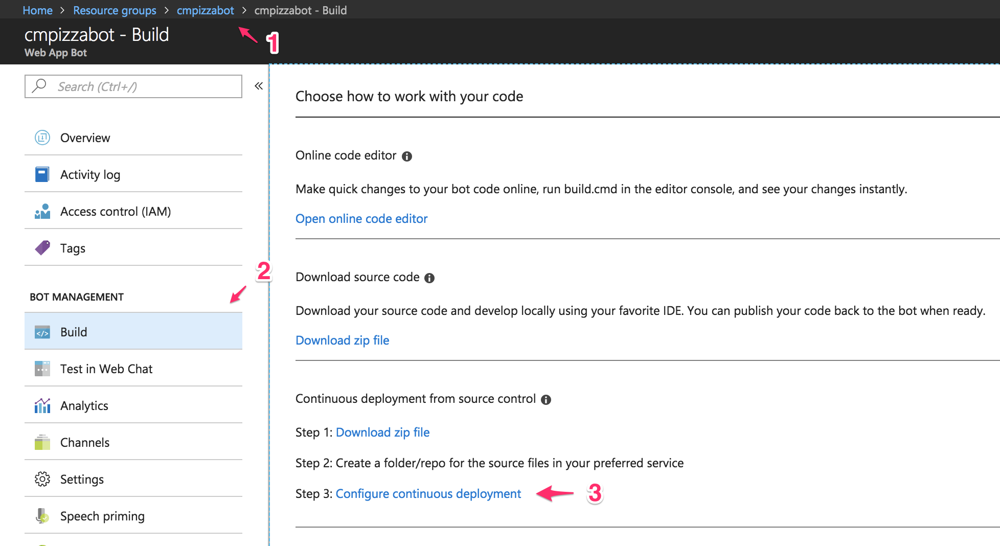 Home > Resource groups > cmpizzabot > cmpizzabot - Build
cmpizzabot - Build
Web App Bot
1
Search (Ctrl+/)
«
Overview
Activity log
Access control (IAM)
Tags
2
BOT MANAGEMENT
Build
Test in Web Chat
Analytics
Channels
Settings
Speech priming
Choose how to work with your code
Online code editor
Make quick changes to your bot code online, run build.cmd in the editor console, and see your changes instantly.
Open online code editor
Download source code
Download your source code and develop locally using your favorite IDE. You can publish your code back to the bot when ready.
Download zip file
Continuous deployment from source control
Step 1: Download zip file
Step 2: Create a folder/repo for the source files in your preferred service
Step 3: Configure continuous deployment
3